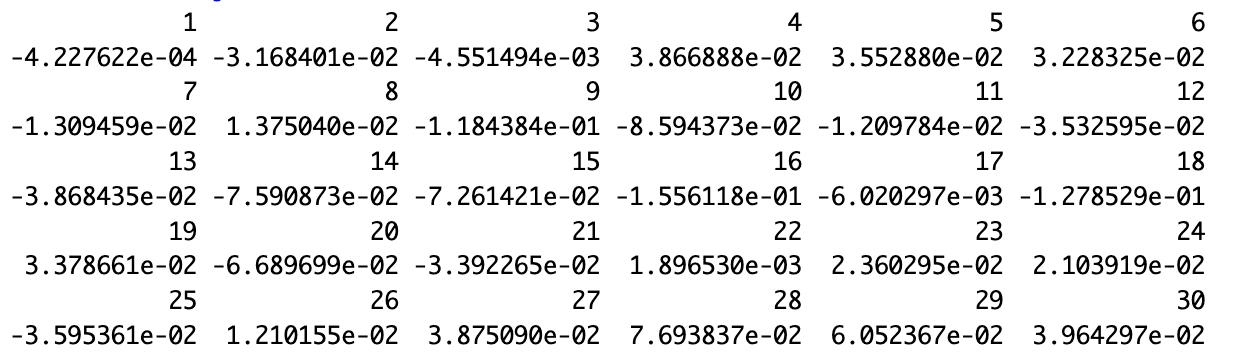 1 2 3 4 5 6
-4.227622e-04 -3.168401e-02 -4.551494e-03 3.866888e-02 3.552880e-02 3.228325e-02
7 8 9 10 11 12
-1.309459e-02 1.375040e-02 -1.184384e-01 -8.594373e-02 -1.209784e-02 -3.532595e-02
13 14 15 16 17 18
-3.868435e-02 -7.590873e-02 -7.261421e-02 -1.556118e-01 -6.020297e-03 -1.278529e-01
19 20 21 22 23 24
3.378661e-02 -6.689699e-02 -3.392265e-02 1.896530e-03 2.360295e-02 2.103919e-02
25 26 27 28 29 30
-3.595361e-02 1.210155e-02 3.875090e-02 7.693837e-02 6.052367e-02 3.964297e-02